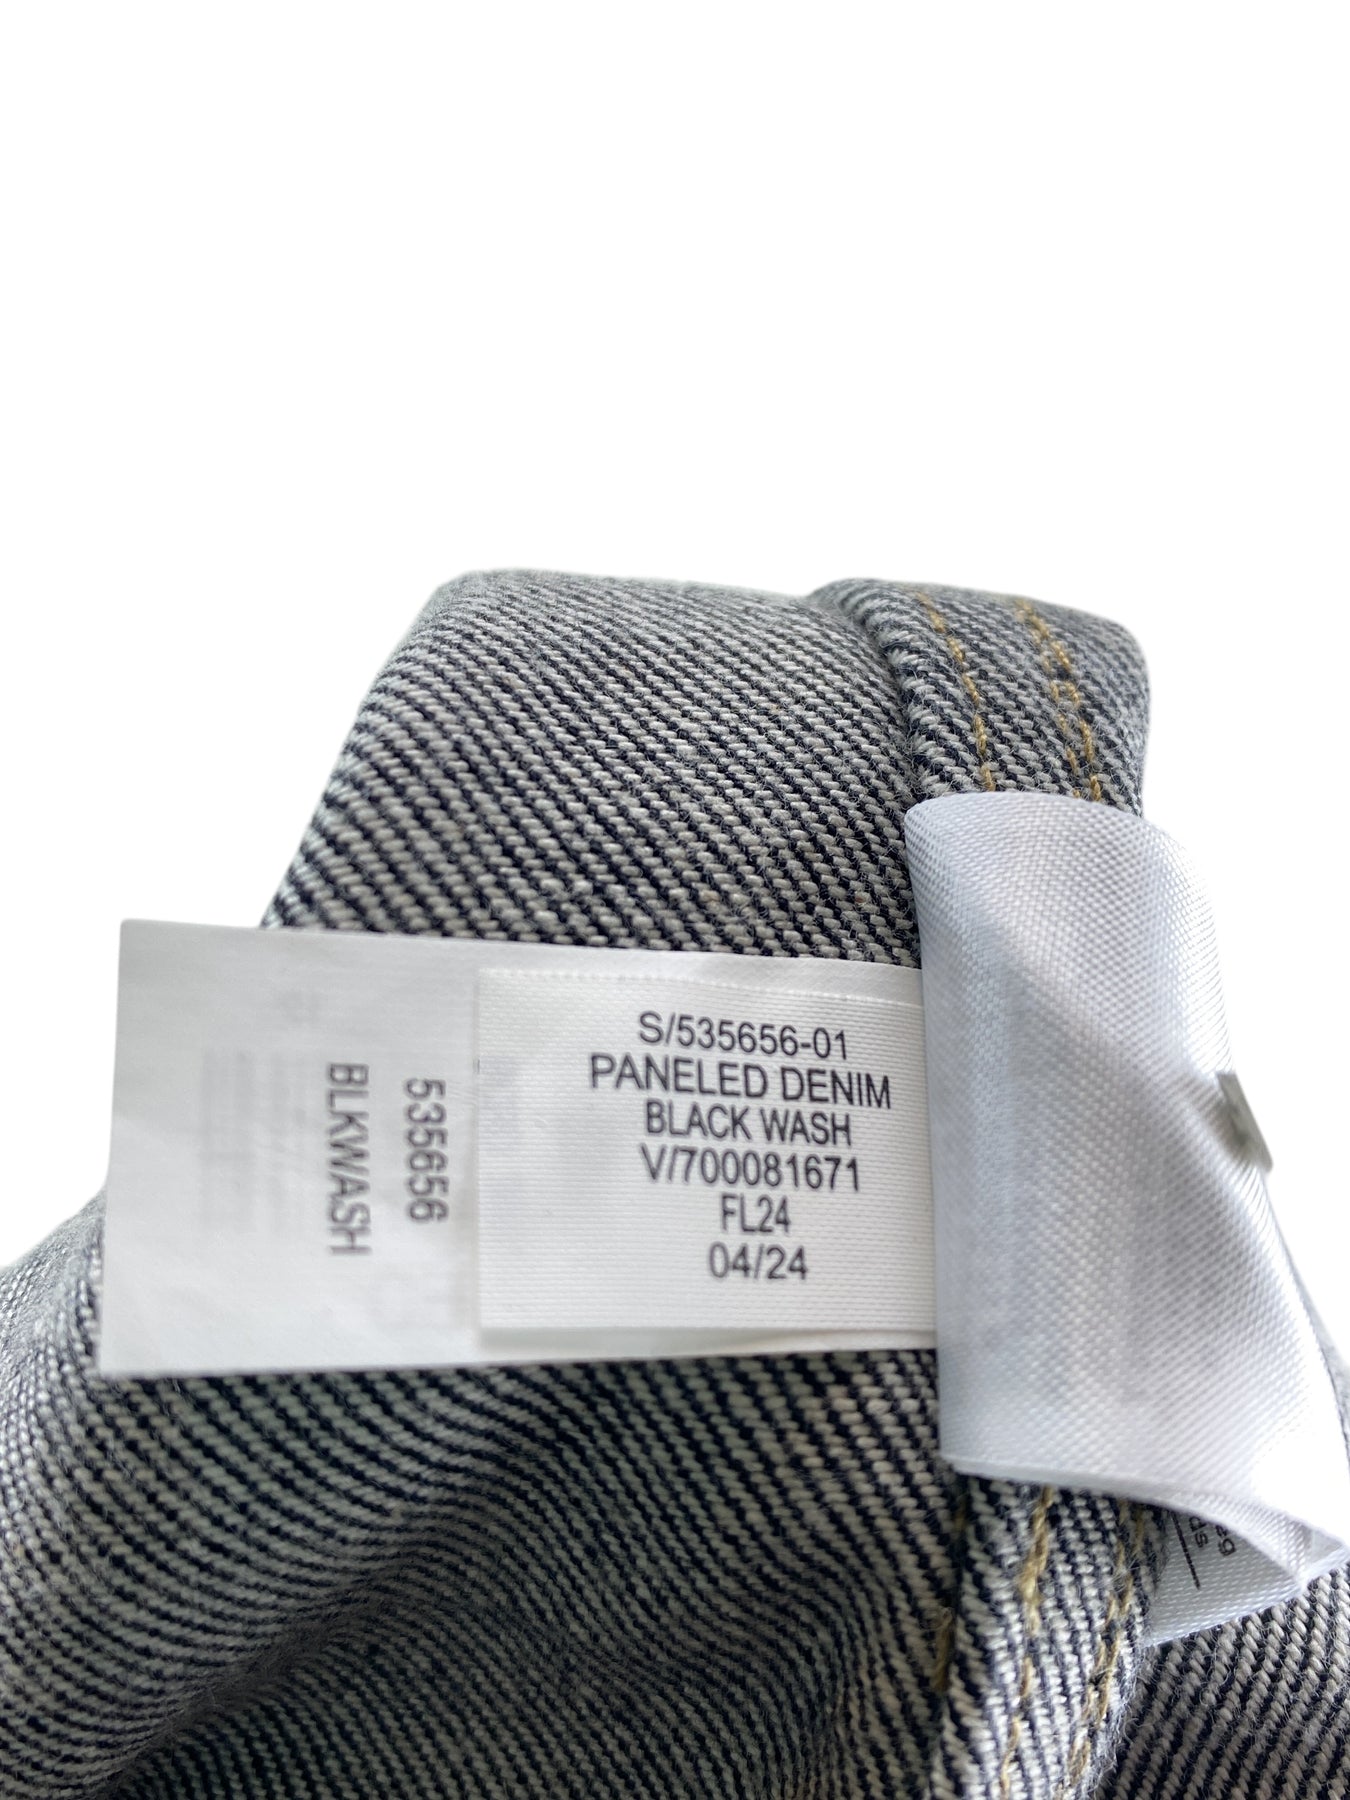 S/535656-01
PANELED DENIM
BLACK WASH
V/700081671
FL24
04/24
535656
BLKWASH